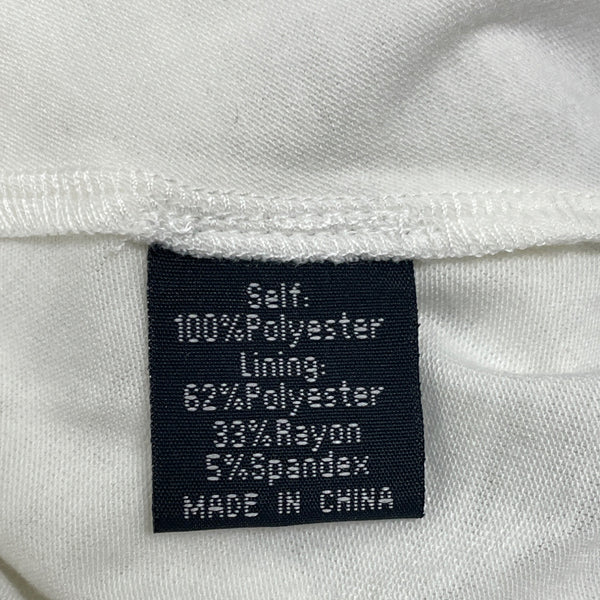 Self:
100%Polyester
Lining:
62%Polyester
33%Rayon
5%Spandex
MADE IN CHINA